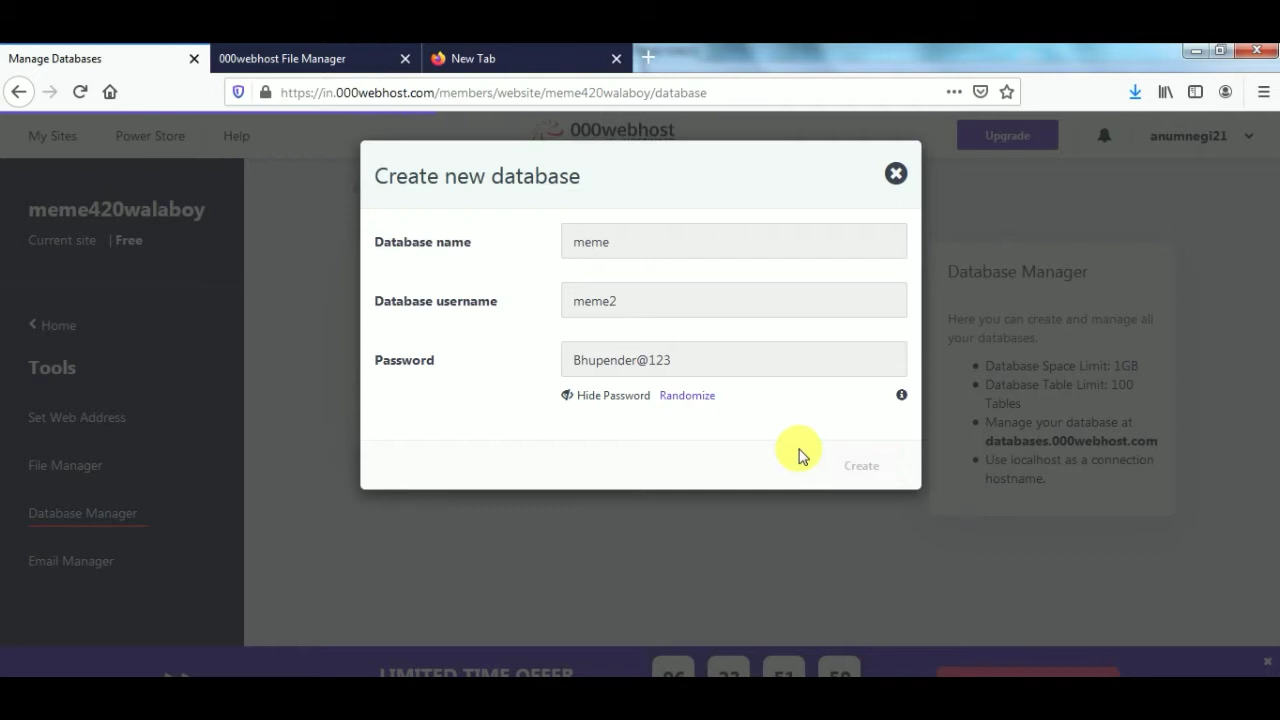 Manage Databases
000webhost File Manager
New Tab
https://in.000webhost.com/members/website/meme420walaboy/database
My Sites
Power Store
Help
000webhost
Upgrade
anumnegi21
meme420walaboy
Current site | Free
Home
Tools
Set Web Address
File Manager
Database Manager
Email Manager
Create new database
Database name
meme
Database username
meme2
Password
Bhupender@123
Hide Password
Randomize
Create
Database Manager
Here you can create and manage all
your databases.
Database Space Limit: 1GB
Database Table Limit: 100
Tables
Manage your database at
databases.000webhost.com
Use localhost as a connection
hostname.
LIMITED TIME OFFER